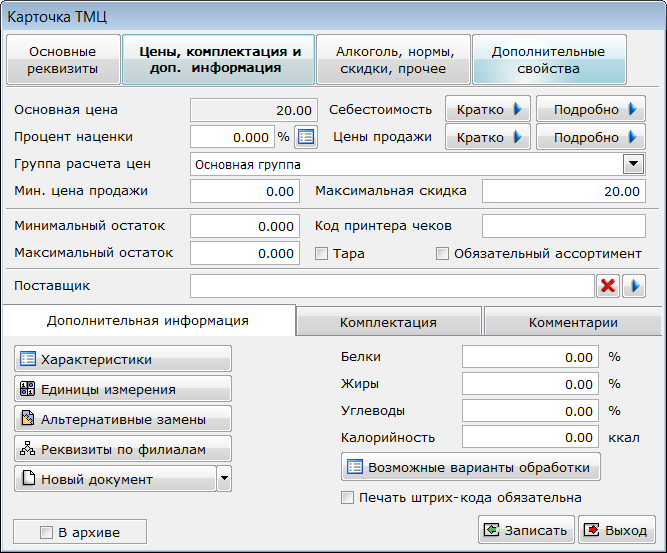 Карточка ТМЦ
Основные реквизиты
Цены, комплектация и доп. информация
Алкоголь, нормы, скидки, прочее
Дополнительные свойства
Основная цена 20.00 Себестоимость Кратко Подробно
Процент наценки 0.000 % Цены продажи Кратко Подробно
Группа расчета цен Основная группа
Мин. цена продажи 0.00 Максимальная скидка 20.00
Минимальный остаток 0.000 Код принтера чеков
Максимальный остаток 0.000 Тара Обязательный ассортимент
Поставщик
Дополнительная информация Комплектация Комментарии
Характеристики
Единицы измерения
Альтернативные замены
Реквизиты по филиалам
Новый документ
Белки 0.00 %
Жиры 0.00 %
Углеводы 0.00 %
Калорийность 0.00 ккал
Возможные варианты обработки
Печать штрих-кода обязательна
В архиве Записать Выход